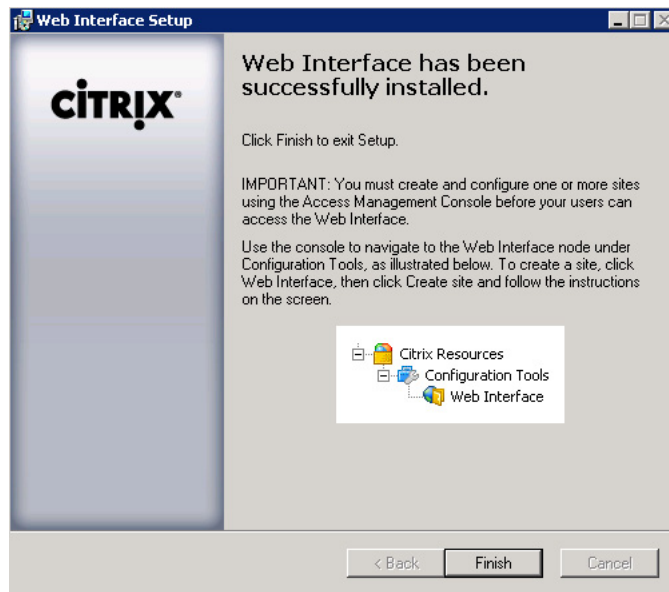 Web Interface Setup
CİTRIX®
Web Interface has been
successfully installed.
Click Finish to exit Setup.
IMPORTANT: You must create and configure one or more sites
using the Access Management Console before your users can
access the Web Interface.
Use the console to navigate to the Web Interface node under
Configuration Tools, as illustrated below. To create a site, click
Web Interface, then click Create site and follow the instructions
on the screen.
Citrix Resources
Configuration Tools
Web Interface
< Back
Finish
Cancel